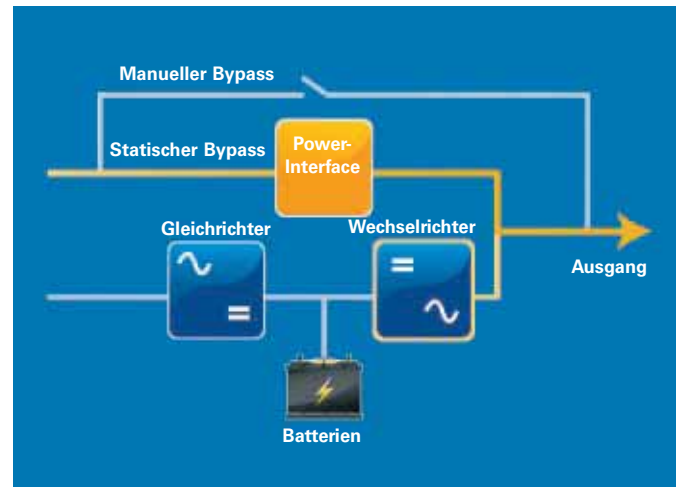 Manueller Bypass
Statischer Bypass
Power-
Interface
Gleichrichter
Wechselrichter
Ausgang
Batterien